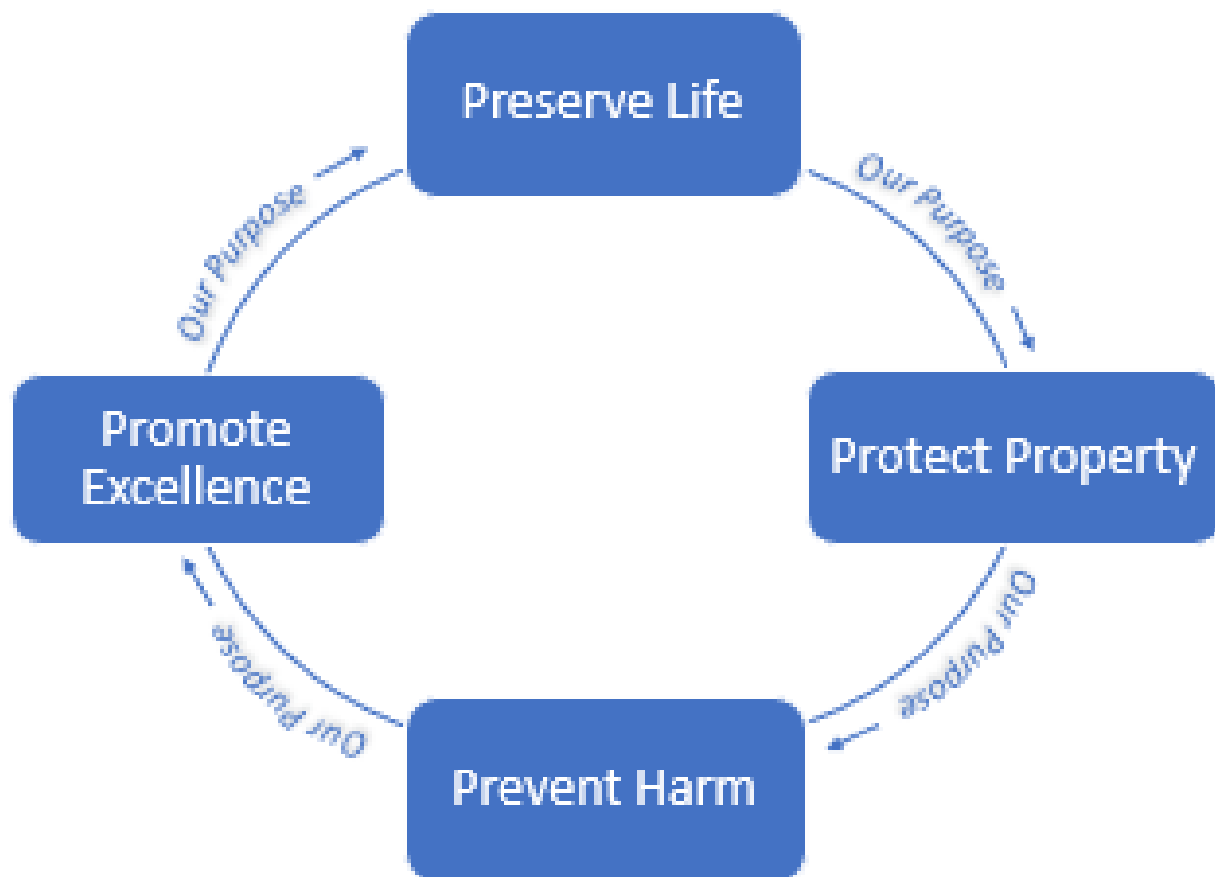 Preserve Life
Our Purpose
Our Purpose
Promote
Excellence
Protect Property
Our Purpose
Our Purpose
Prevent Harm